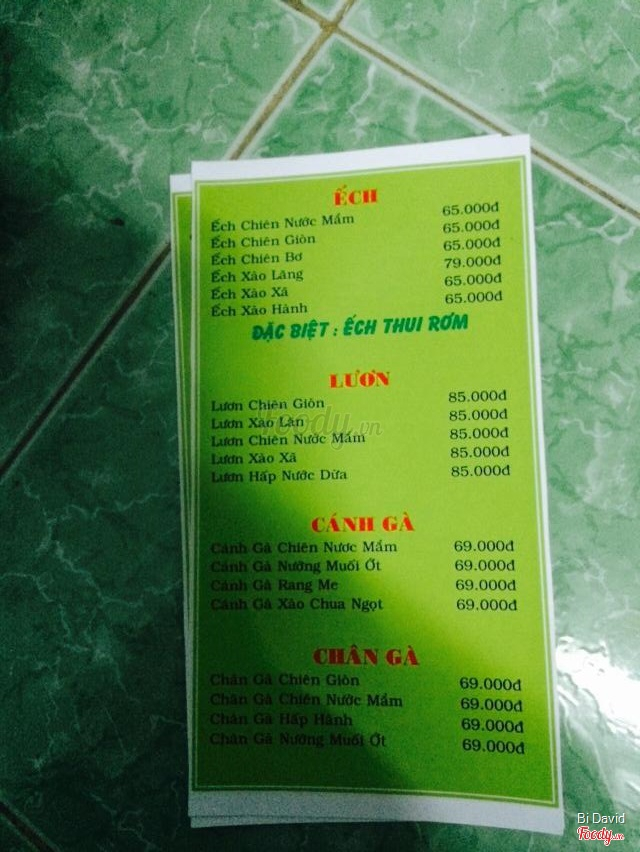 ẾCH
Ếch Chiên Nước Mắm 65.000đ
Ếch Chiên Giòn 65.000đ
Ếch Chiên Bơ 65.000đ
Ếch Xào Lăng 79.000đ
Ếch Xào Xã 65.000đ
Ếch Xào Hành 65.000đ
ĐẶC BIỆT : ẾCH THUI RƠM
LƯƠN
Lươn Chiên Giòn 85.000đ
Lươn Xào Lăn 85.000đ
Lươn Chiên Nước Mắm 85.000đ
Lươn Xào Xã 85.000đ
Lươn Hấp Nước Dừa 85.000đ
foody.vn
CÁNH GÀ
Cánh Gà Chiên Nươc Mắm 69.000đ
Cánh Gà Nướng Muối Ớt 69.000đ
Cánh Gà Rang Me 69.000đ
Cánh Gà Xào Chua Ngọt 69.000đ
CHÂN GÀ
Chân Gà Chiên Giòn 69.000đ
Chân Gà Chiên Nước Mắm 69.000đ
Chân Gà Hấp Hành 69.000đ
Chân Gà Nướng Muối Ớt 69.000đ
Bi David
Foody.vn